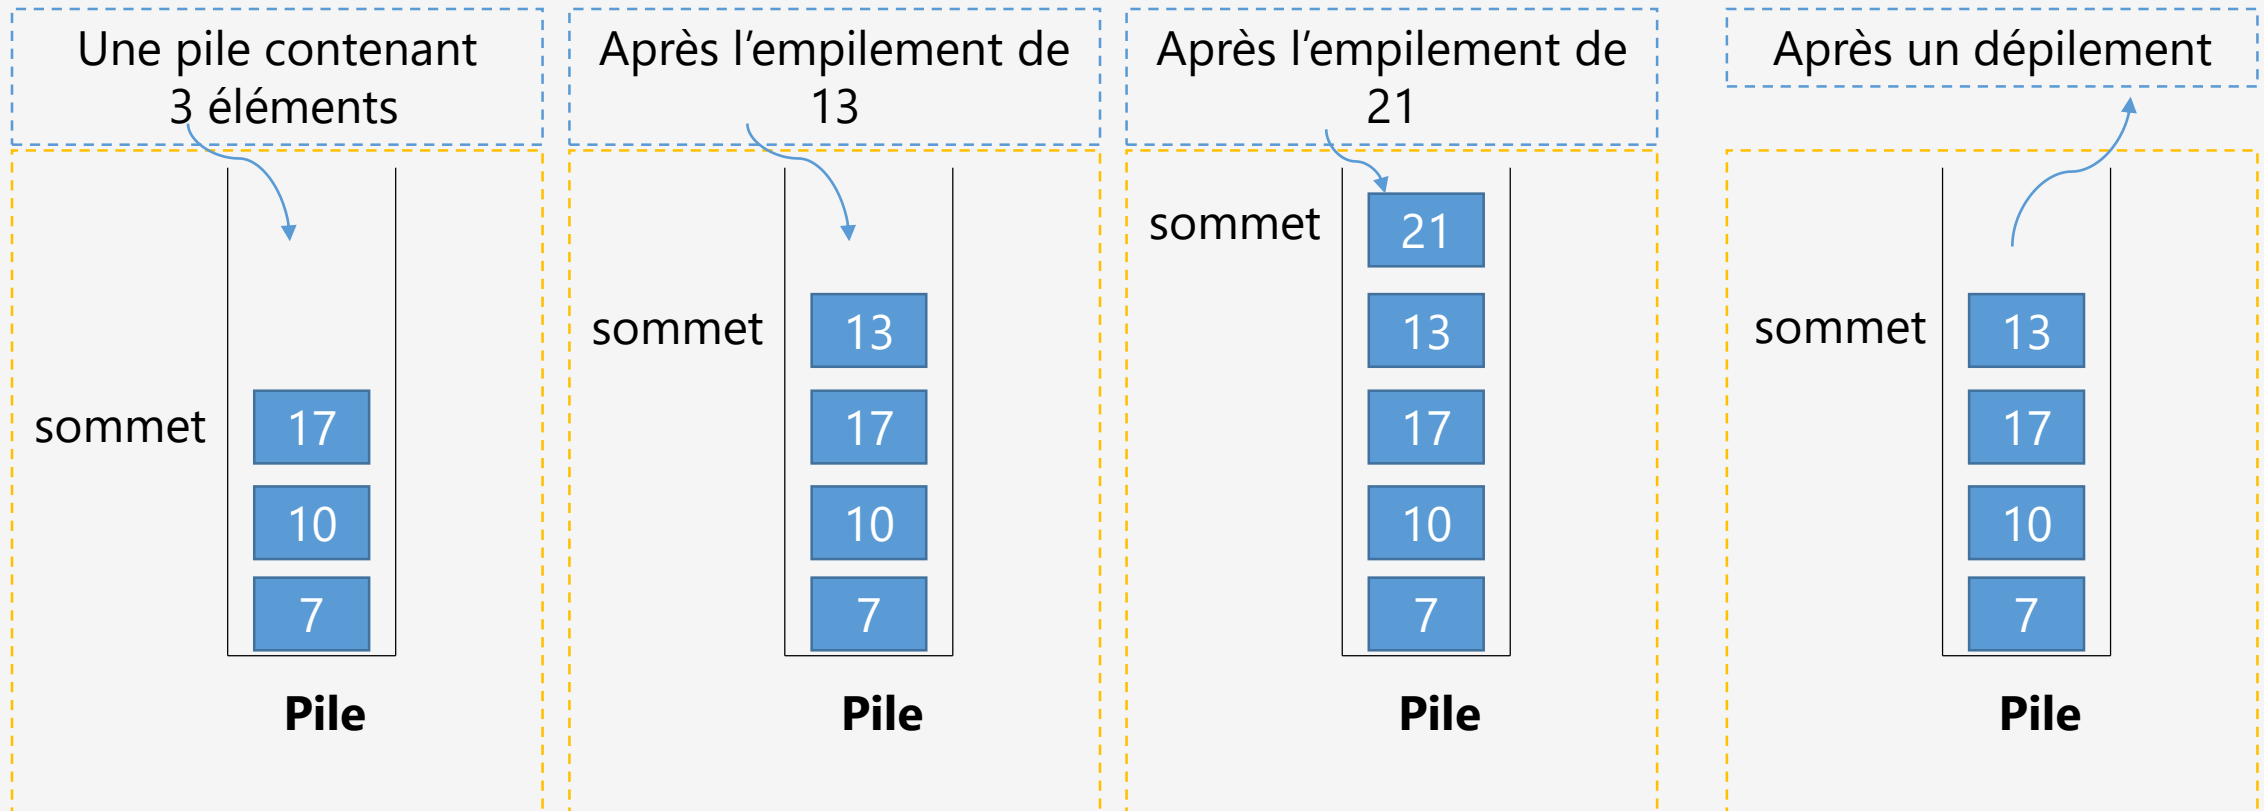 Une pile contenant
3 éléments
sommet
17
10
7
Pile
Après l’empilement de
13
sommet
13
17
10
7
Pile
Après l’empilement de
21
sommet
21
13
17
10
7
Pile
Après un dépilement
sommet
13
17
10
7
Pile